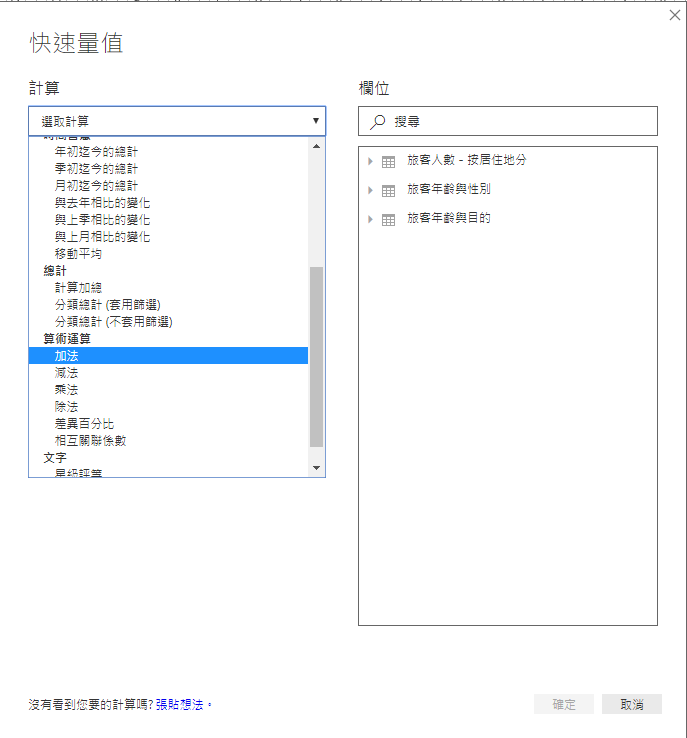 快速量值
計算
選取計算
時間智慧
年初迄今的總計
季初迄今的總計
月初迄今的總計
與去年相比的變化
與上季相比的變化
與上月相比的變化
移動平均
總計
計算加總
分類總計 (套用篩選)
分類總計 (不套用篩選)
算術運算
加法
減法
乘法
除法
差異百分比
相互關聯係數
文字
星級評等
欄位
搜尋
旅客人數 - 按居住地分
旅客年齡與性別
旅客年齡與目的
沒有看到您要的計算嗎? 張貼想法。
確定
取消